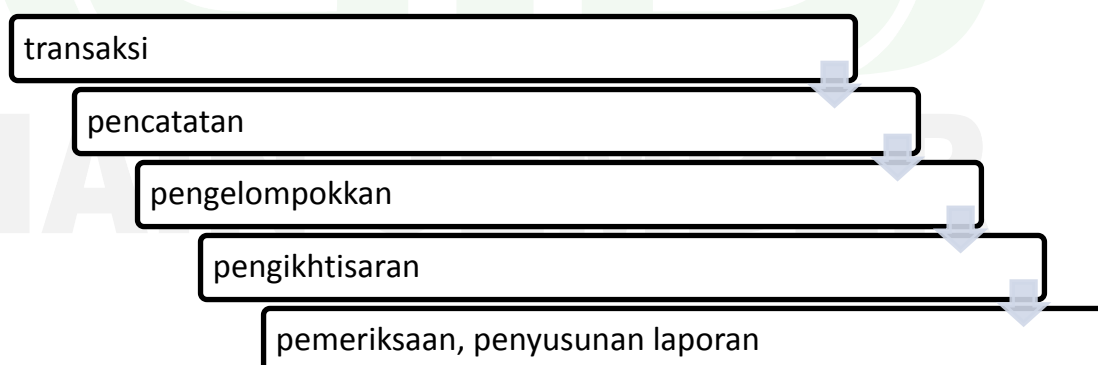 transaksi
pencatatan
pengelompokkan
pengikhtisaran
pemeriksaan, penyusunan laporan